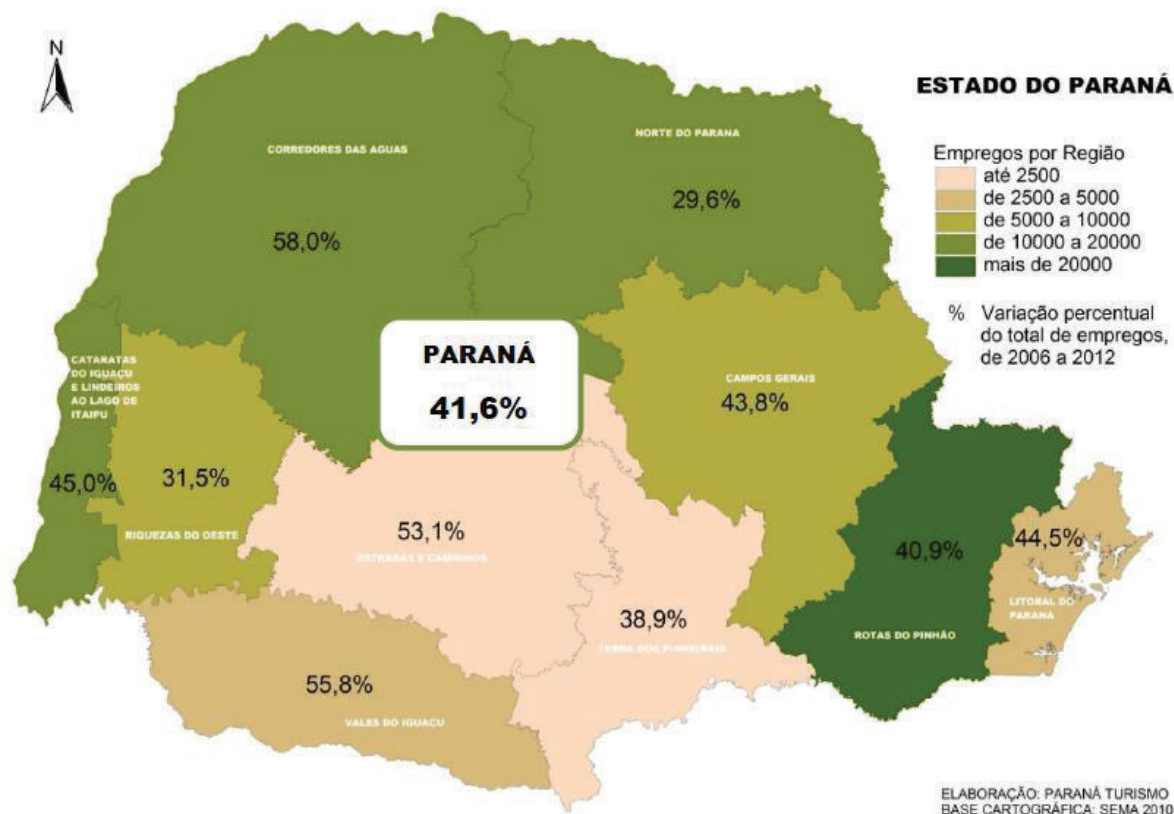 N
ESTADO DO PARANÁ
Empregos por Região
até 2500
de 2500 a 5000
de 5000 a 10000
de 10000 a 20000
mais de 20000
% Variação percentual
do total de empregos,
de 2006 a 2012
CORREDORES DAS AGUAS
58,0%
NORTE DO PARANA
29,6%
PARANÁ
41,6%
CATARATAS
DO IGUAÇU
E LINDEIROS
AO LAGO DE
ITAIPU
45,0%
31,5%
RIQUEZAS DO OESTE
CAMPOS GERAIS
43,8%
53,1%
ESTRADAS E CAMINHOS
38,9%
TERRA DOS PINHEIRAIS
40,9%
ROTAS DO PINHÃO
44,5%
LITORAL DO
PARANÁ
55,8%
VALES DO IGUACU
ELABORAÇÃO: PARANÁ TURISMO
BASE CARTOGRÁFICA: SEMA 2010